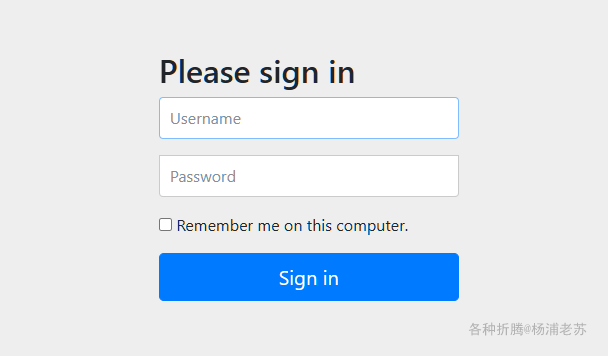 Please sign in
Username
Password
Remember me on this computer.
Sign in
各种折腾@杨浦老苏